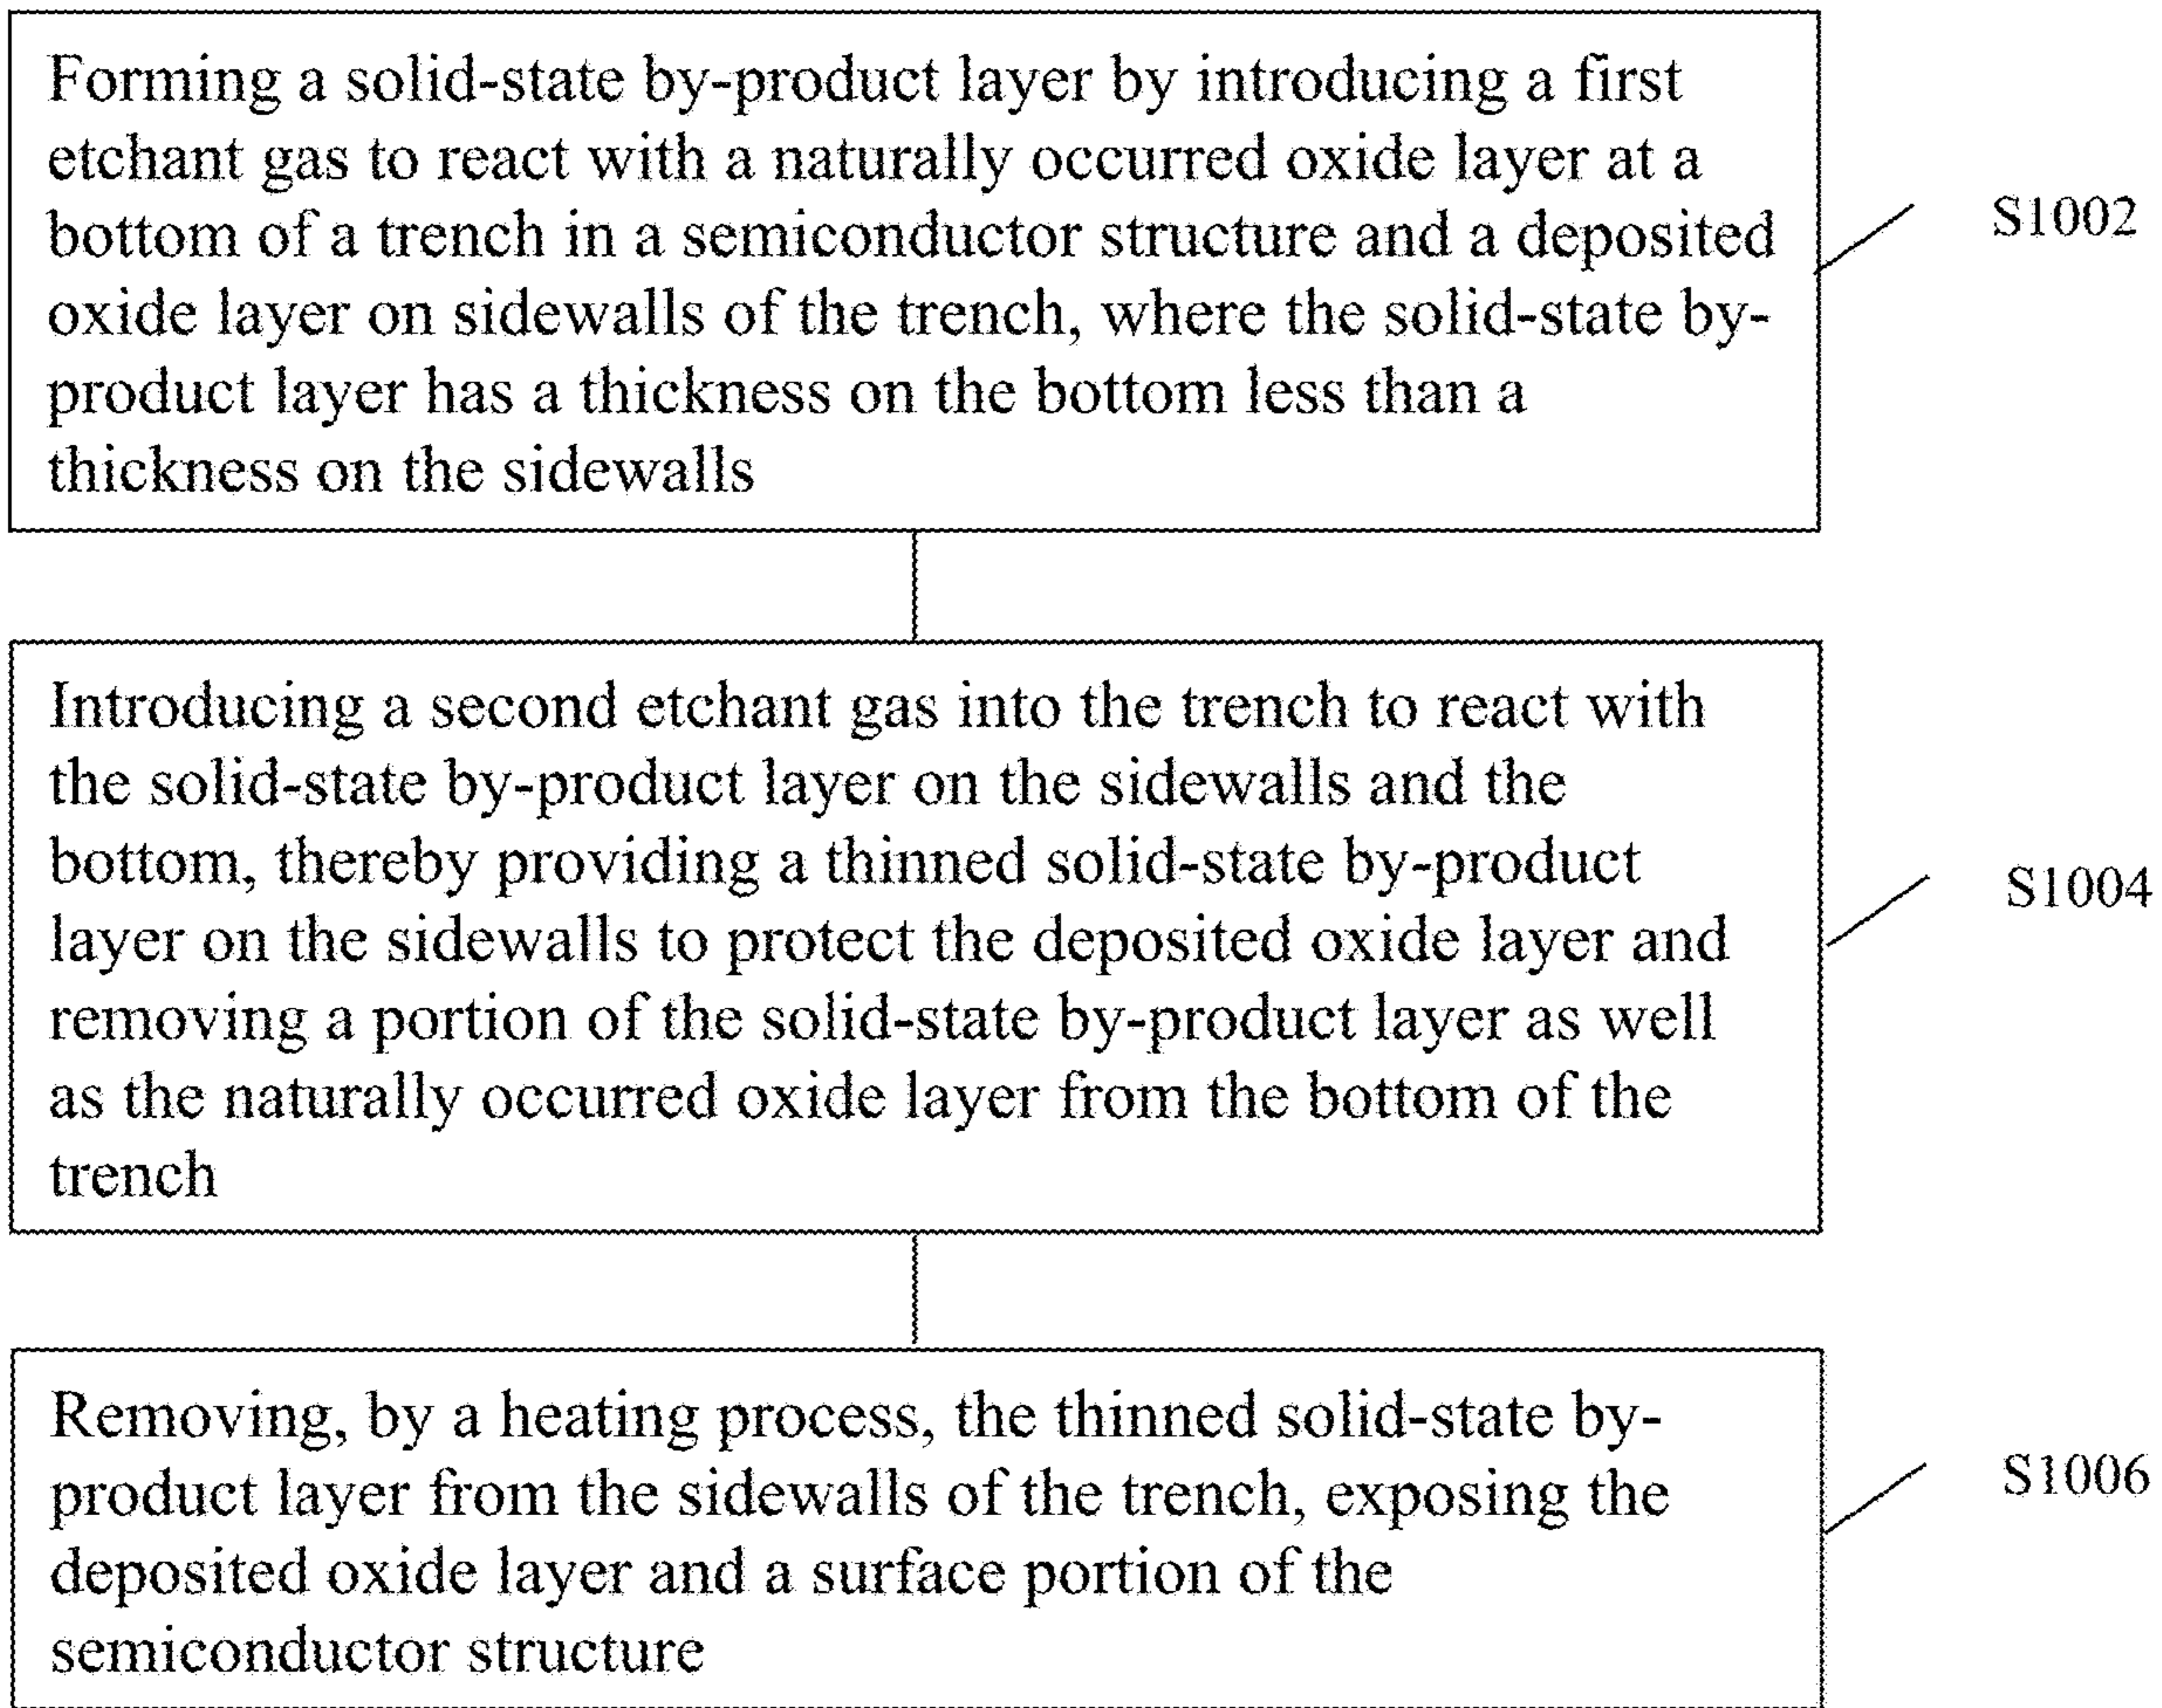 Forming a solid-state by-product layer by introducing a first
etchant gas to react with a naturally occurred oxide layer at a
bottom of a trench in a semiconductor structure and a deposited
oxide layer on sidewalls of the trench, where the solid-state by-
product layer has a thickness on the bottom less than a
thickness on the sidewalls
S1002
Introducing a second etchant gas into the trench to react with
the solid-state by-product layer on the sidewalls and the
bottom, thereby providing a thinned solid-state by-product
layer on the sidewalls to protect the deposited oxide layer and
removing a portion of the solid-state by-product layer as well
as the naturally occurred oxide layer from the bottom of the
trench
S1004
Removing, by a heating process, the thinned solid-state by-
product layer from the sidewalls of the trench, exposing the
deposited oxide layer and a surface portion of the
semiconductor structure
S1006